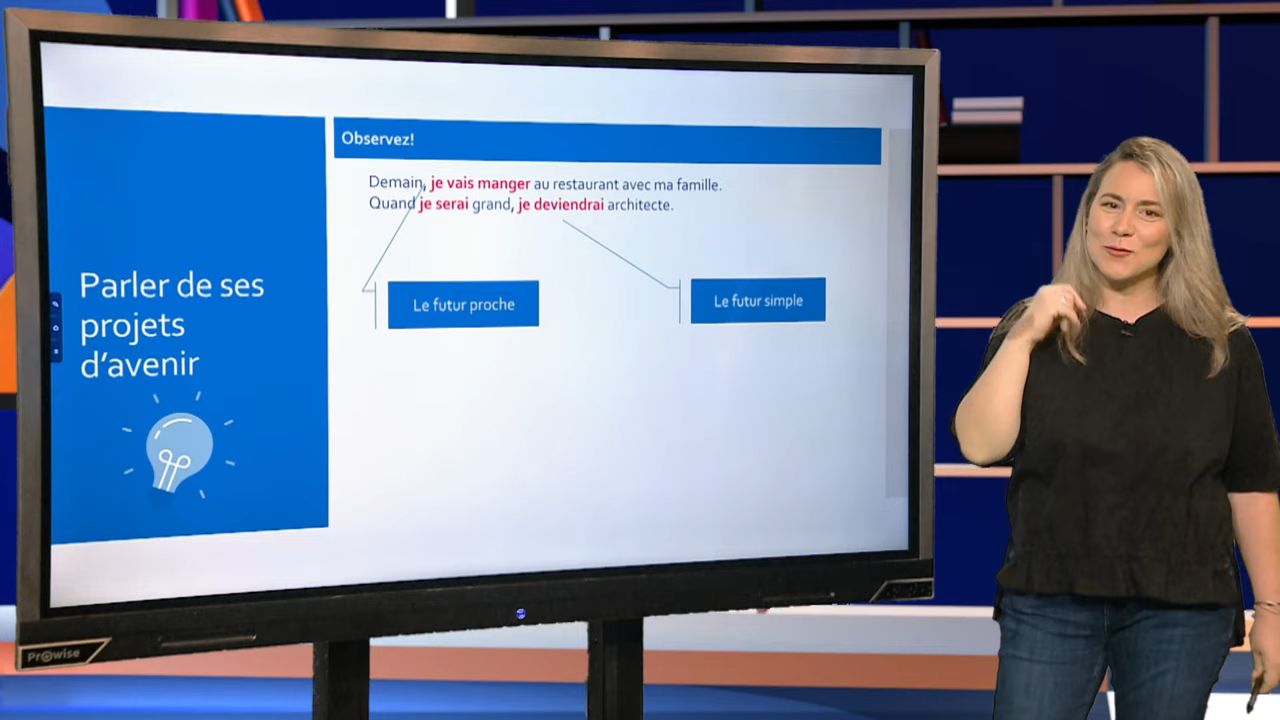 Parler de ses
projets
d'avenir
Observez!
Demain, je vais manger au restaurant avec ma famille.
Quand je serai grand, je deviendrai architecte.
Le futur proche
Le futur simple
Prowise